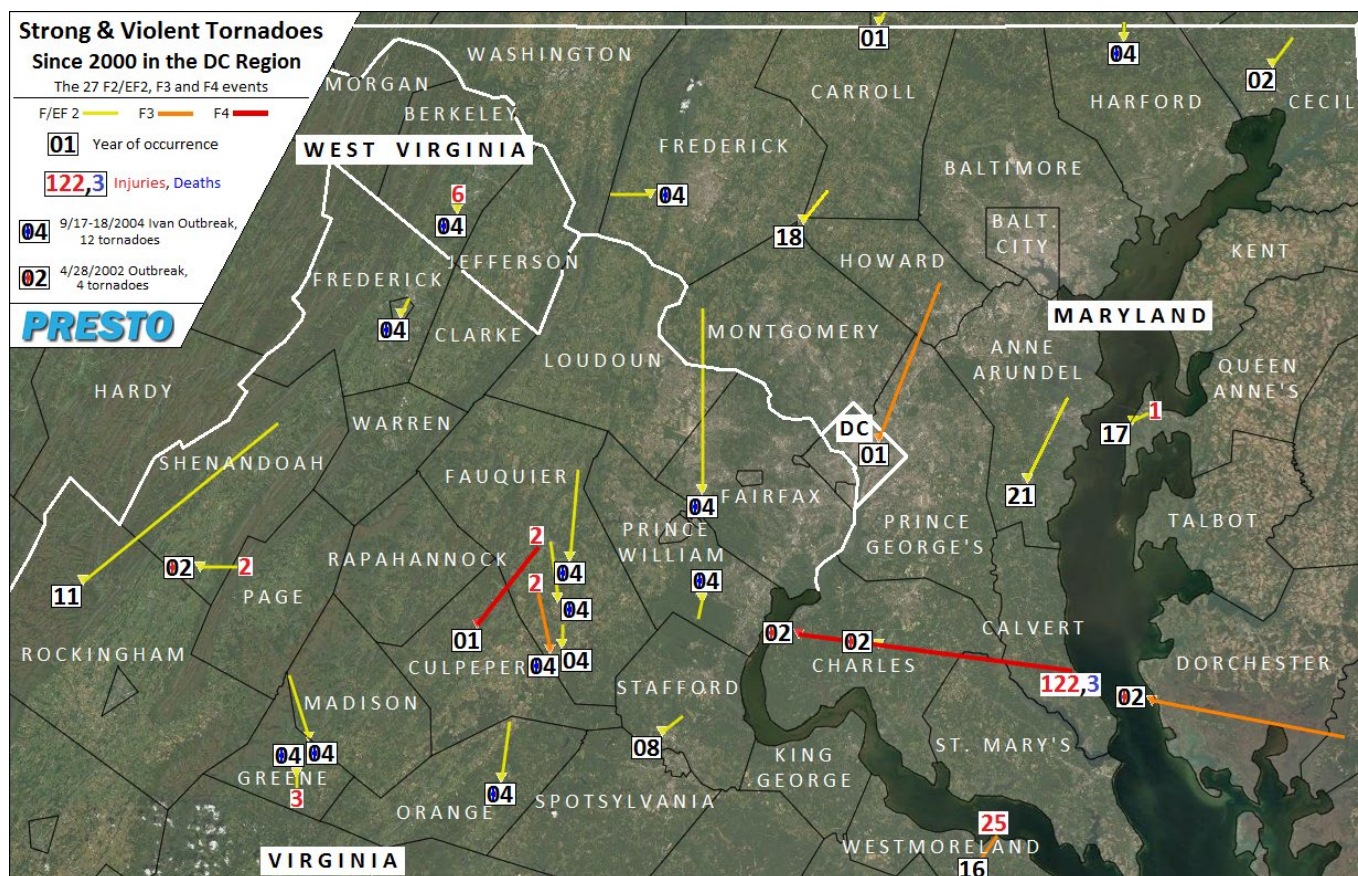 Strong & Violent Tornadoes
Since 2000 in the DC Region
The 27 F2/EF2, F3 and F4 events
F/EF 2 F3 F4
01 Year of occurrence
122,3 Injuries, Deaths
04 9/17-18/2004 Ivan Outbreak,
12 tornadoes
02 4/28/2002 Outbreak,
4 tornadoes
PRESTO
WASHINGTON
01
04
02
MORGAN
CARROLL
HARFORD
CECIL
BERKELEY
WEST VIRGINIA
FREDERICK
BALTIMORE
6
04
04
18
BALT.
CITY
KENT
JEFFERSON
HOWARD
FREDERICK
04
CLARKE
MONTGOMERY
MARYLAND
LOUDOUN
ANNE
ARUNDEL
QUEEN
ANNE'S
HARDY
WARREN
DC
01
17
1
SHENANDOAH
FAUQUIER
FAIRFAX
04
21
PRINCE
WILLIAM
PRINCE
GEORGE'S
TALBOT
RAPAHANNOCK
2
02
2
11
PAGE
2
04
04
04
01
CULPEPER
04
04
02
02
CHARLES
CALVERT
ROCKINGHAM
DORCHESTER
122,3
02
STAFFORD
MADISON
08
ST. MARY'S
04
04
GREENE
3
KING
GEORGE
ORANGE
04
SPOTSYLVANIA
25
WESTMORELAND
VIRGINIA
16